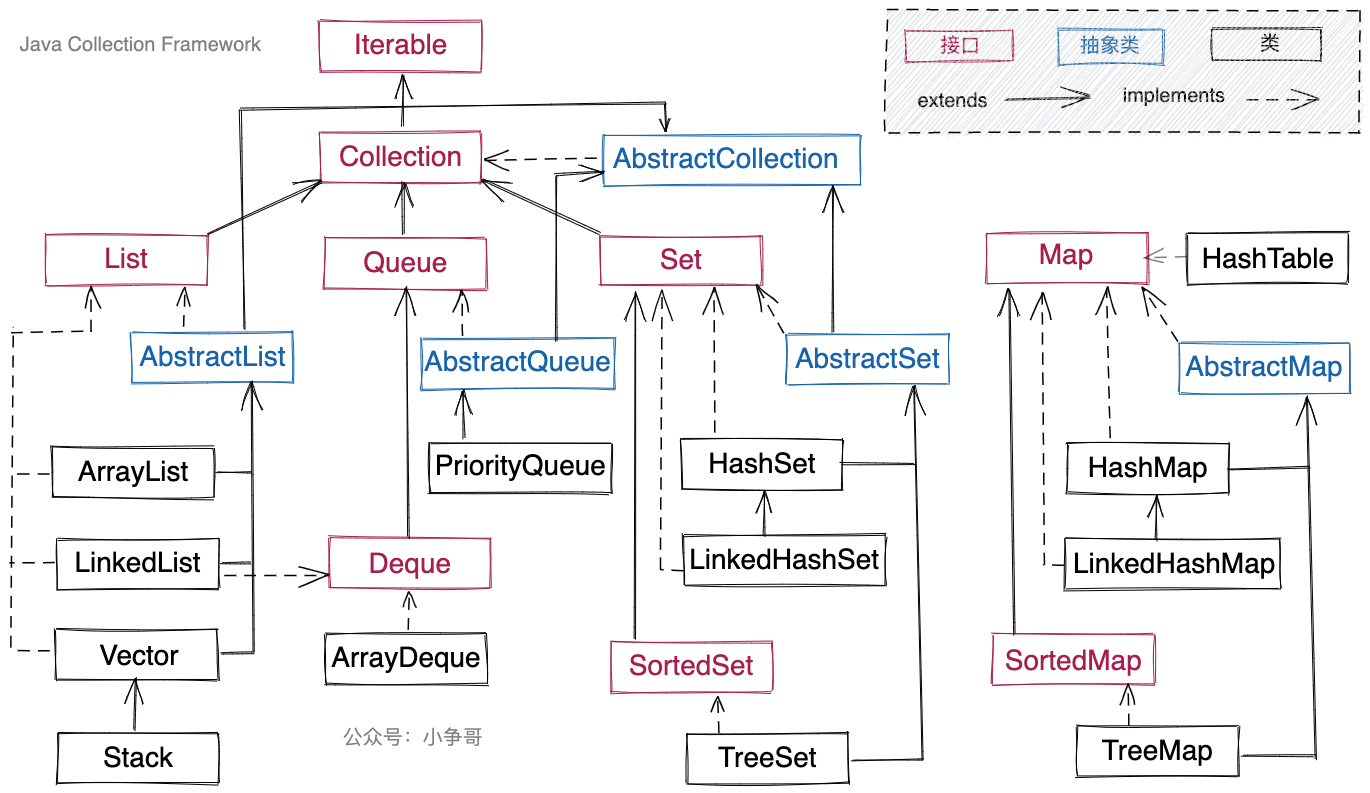 Java Collection Framework
Iterable
接口
抽象类
类
extends
implements
Collection
AbstractCollection
List
Queue
Set
Map
HashTable
AbstractList
AbstractQueue
AbstractSet
AbstractMap
ArrayList
PriorityQueue
HashSet
HashMap
LinkedList
Deque
LinkedHashSet
LinkedHashMap
Vector
ArrayDeque
SortedSet
SortedMap
公众号：小争哥
Stack
TreeSet
TreeMap